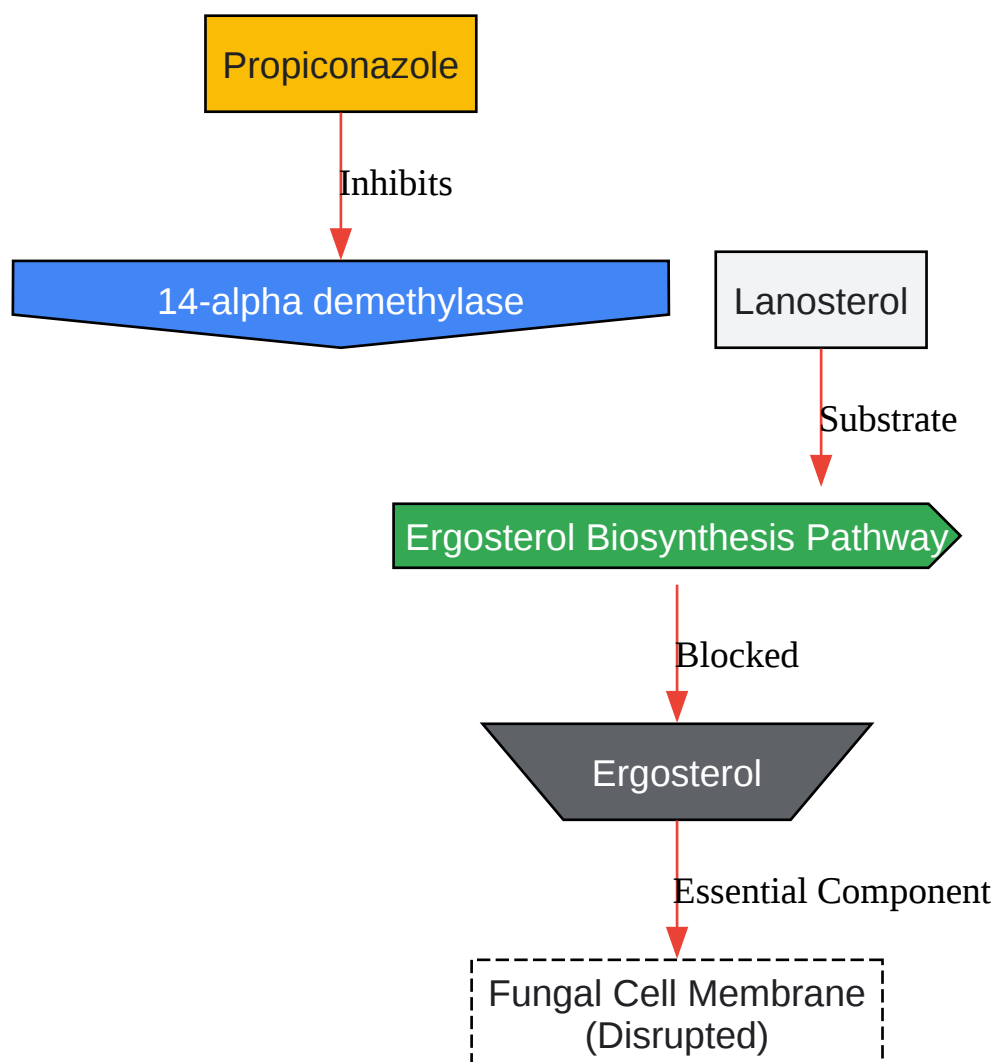 Propiconazole
Inhibits
14-alpha demethylase
Lanosterol
Substrate
Ergosterol Biosynthesis Pathway
Blocked
Ergosterol
Essential Component
Fungal Cell Membrane
(Disrupted)